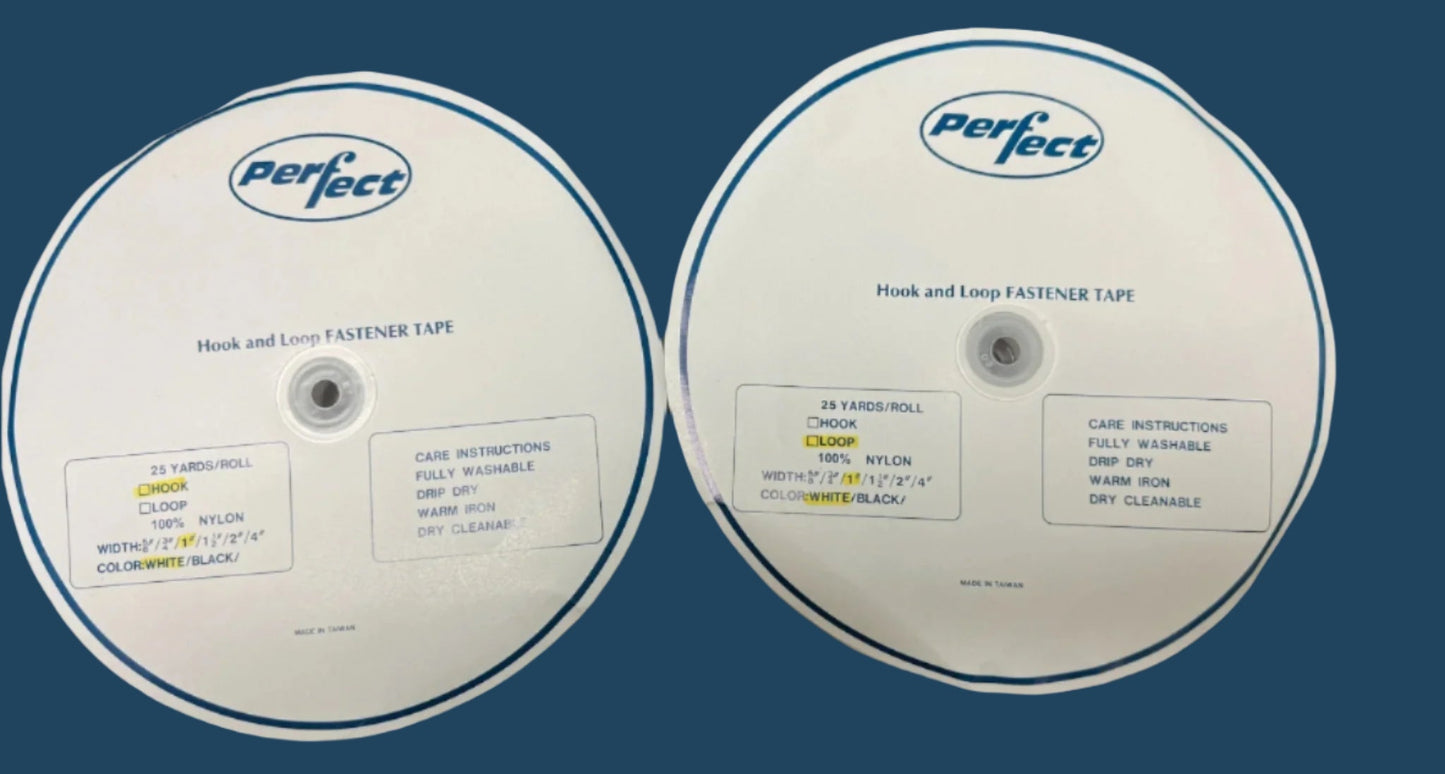 Perfect
Hook and Loop FASTENER TAPE
25 YARDS/ROLL
☐HOOK
☐LOOP
100% NYLON
WIDTH:⅝"/¾"/1"/1½"/2"/4"
COLOR:WHITE/BLACK/
CARE INSTRUCTIONS
FULLY WASHABLE
DRIP DRY
WARM IRON
DRY CLEANABLE
MADE IN TAIWAN
Perfect
Hook and Loop FASTENER TAPE
25 YARDS/ROLL
☐HOOK
☐LOOP
100% NYLON
WIDTH:⅝"/¾"/1"/1½"/2"/4"
COLOR:WHITE/BLACK/
CARE INSTRUCTIONS
FULLY WASHABLE
DRIP DRY
WARM IRON
DRY CLEANABLE
MADE IN TAIWAN